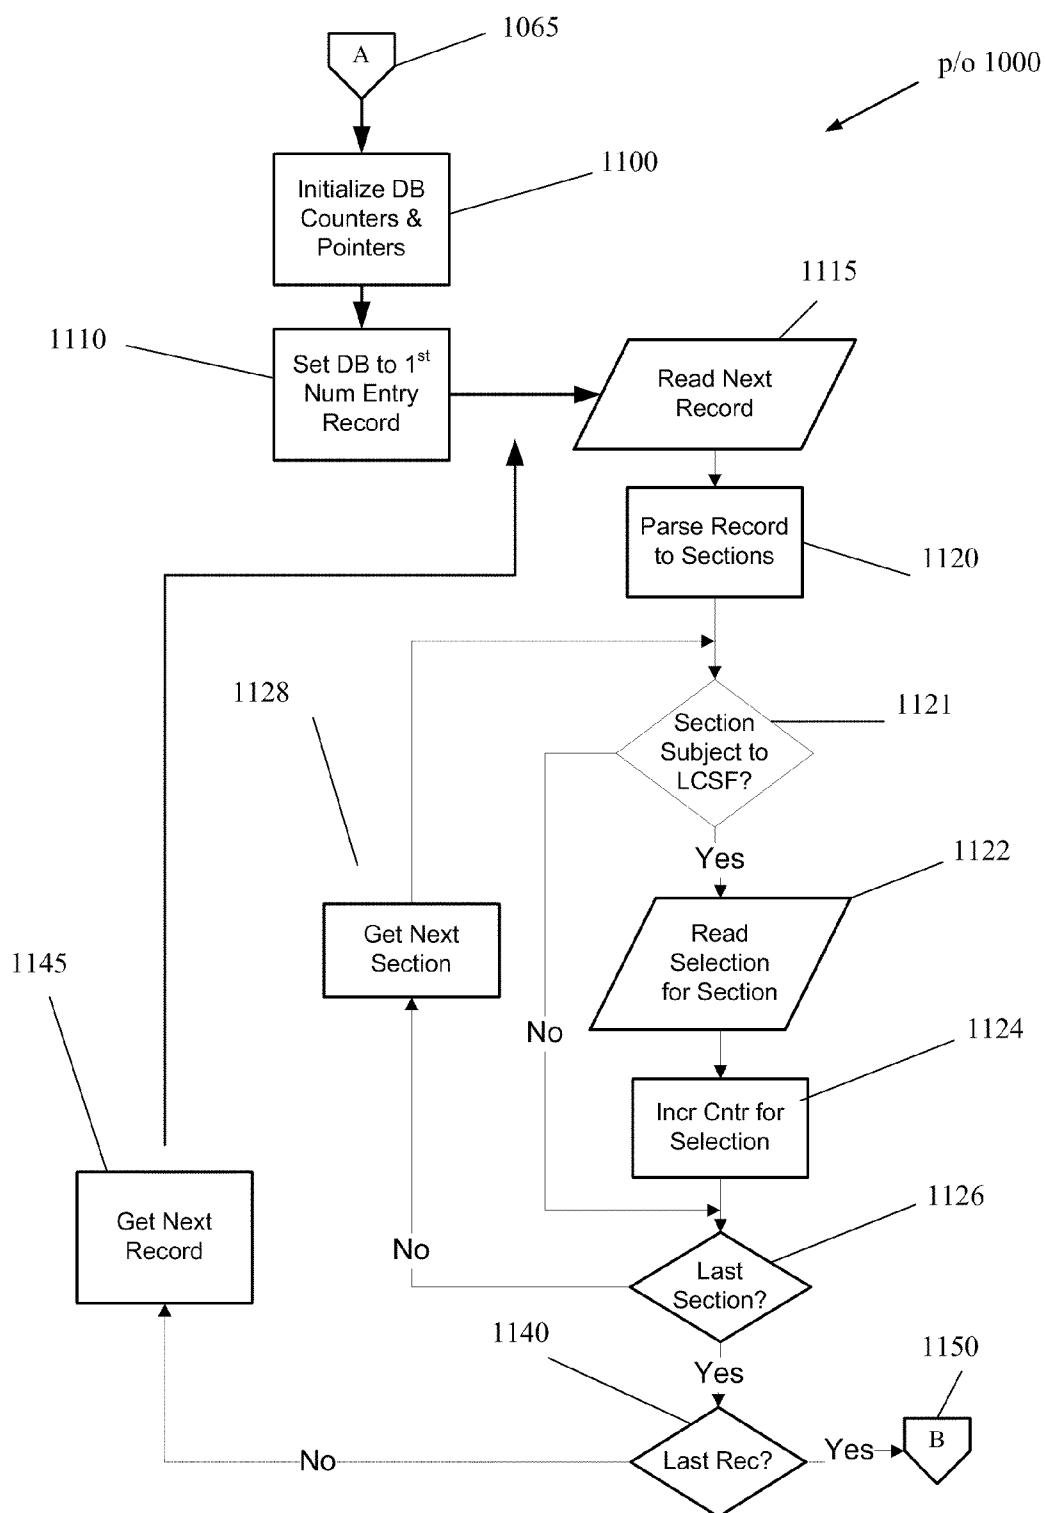 A
1065
p/o 1000
1100
Initialize DB
Counters &
Pointers
1115
1110
Set DB to 1st
Num Entry
Record
Read Next
Record
Parse Record
to Sections
1120
1128
1121
Section
Subject to
LCSF?
Yes
1122
Get Next
Section
Read
Selection
for Section
1145
No
1124
Incr Cntr for
Selection
1126
Get Next
Record
No
Last
Section?
1140
Yes
1150
B
No
Last Rec?
Yes